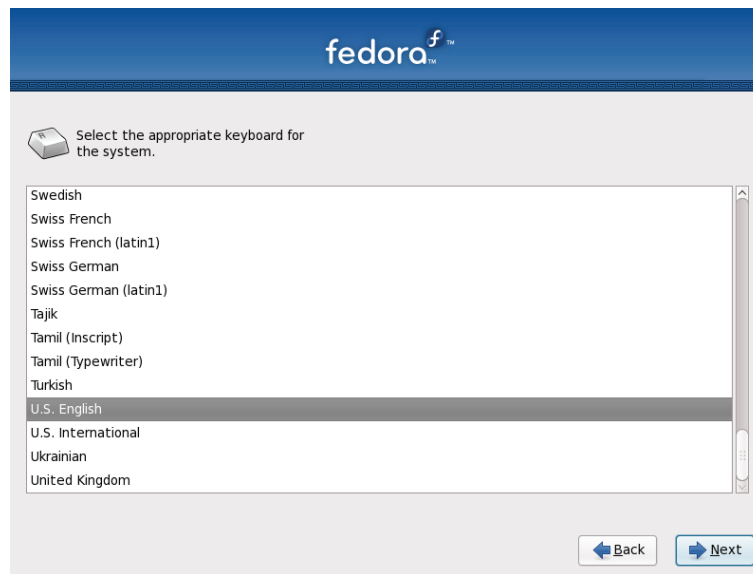 fedora™
Select the appropriate keyboard for
the system.
Swedish
Swiss French
Swiss French (latin1)
Swiss German
Swiss German (latin1)
Tajik
Tamil (Inscript)
Tamil (Typewriter)
Turkish
U.S. English
U.S. International
Ukrainian
United Kingdom
Back
Next